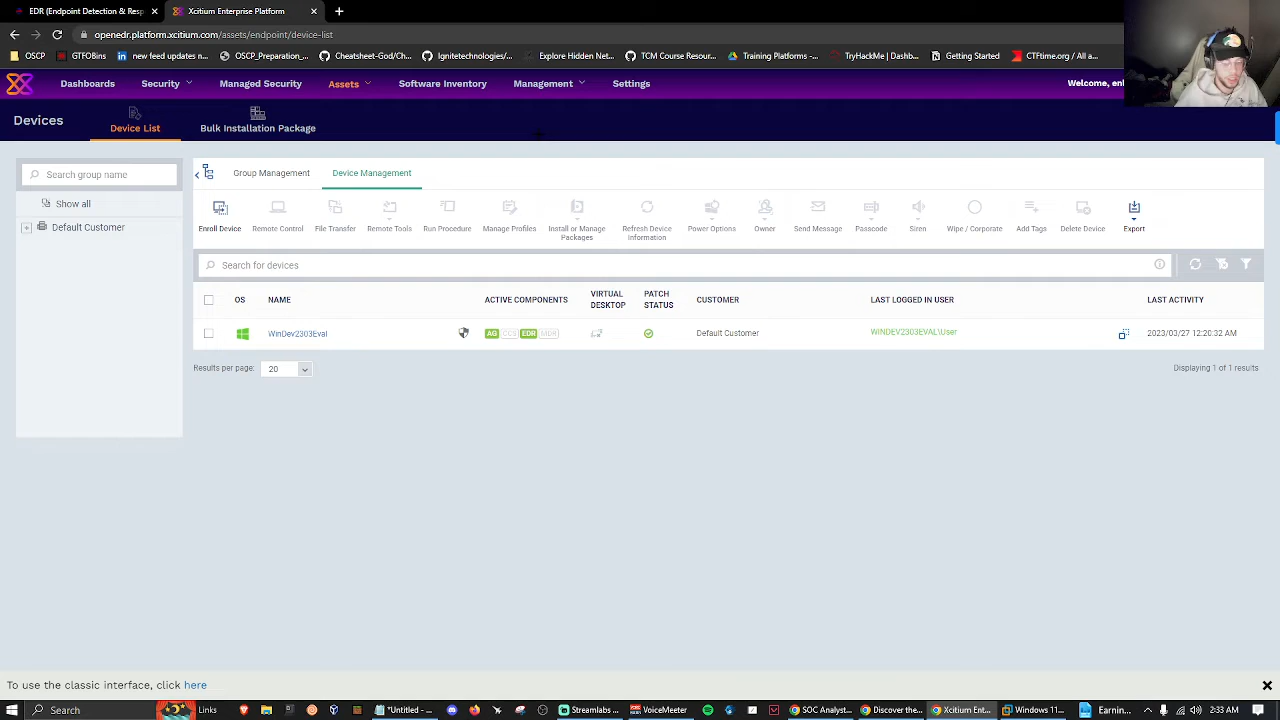 EDR (Endpoint Detection & Resp
Xcitium Enterprise Platform
openedr.platform.xcitium.com/assets/endpoint/device-list
OSCP
GTFOBins
new feed updates n...
OSCP_Preparation_...
Cheatsheet-God/Ch...
Ignitetechnologies/...
Explore Hidden Net...
TCM Course Resour...
Training Platforms -...
TryHackMe | Dashb...
Getting Started
CTFtime.org / All a...
Dashboards
Security
Managed Security
Assets
Software Inventory
Management
Settings
Welcome, en
Devices
Device List
Bulk Installation Package
Search group name
Show all
Default Customer
Group Management
Device Management
Enroll Device
Remote Control
File Transfer
Remote Tools
Run Procedure
Manage Profiles
Install or Manage
Packages
Refresh Device
Information
Power Options
Owner
Send Message
Passcode
Siren
Wipe / Corporate
Add Tags
Delete Device
Export
Search for devices
OS
NAME
ACTIVE COMPONENTS
VIRTUAL
DESKTOP
PATCH
STATUS
CUSTOMER
LAST LOGGED IN USER
LAST ACTIVITY
WinDev2303Eval
AG
CCS
EDR
MDR
Default Customer
WINDEV2303EVAL\User
2023/03/27 12:20:32 AM
Results per page:
20
Displaying 1 of 1 results
To use the classic interface, click here
Search
Links
*Untitled -
Streamlabs ...
VoiceMeeter
SOC Analyst...
Discover the...
Xcitium Ent...
Windows 11...
Earnin...
2:33 AM